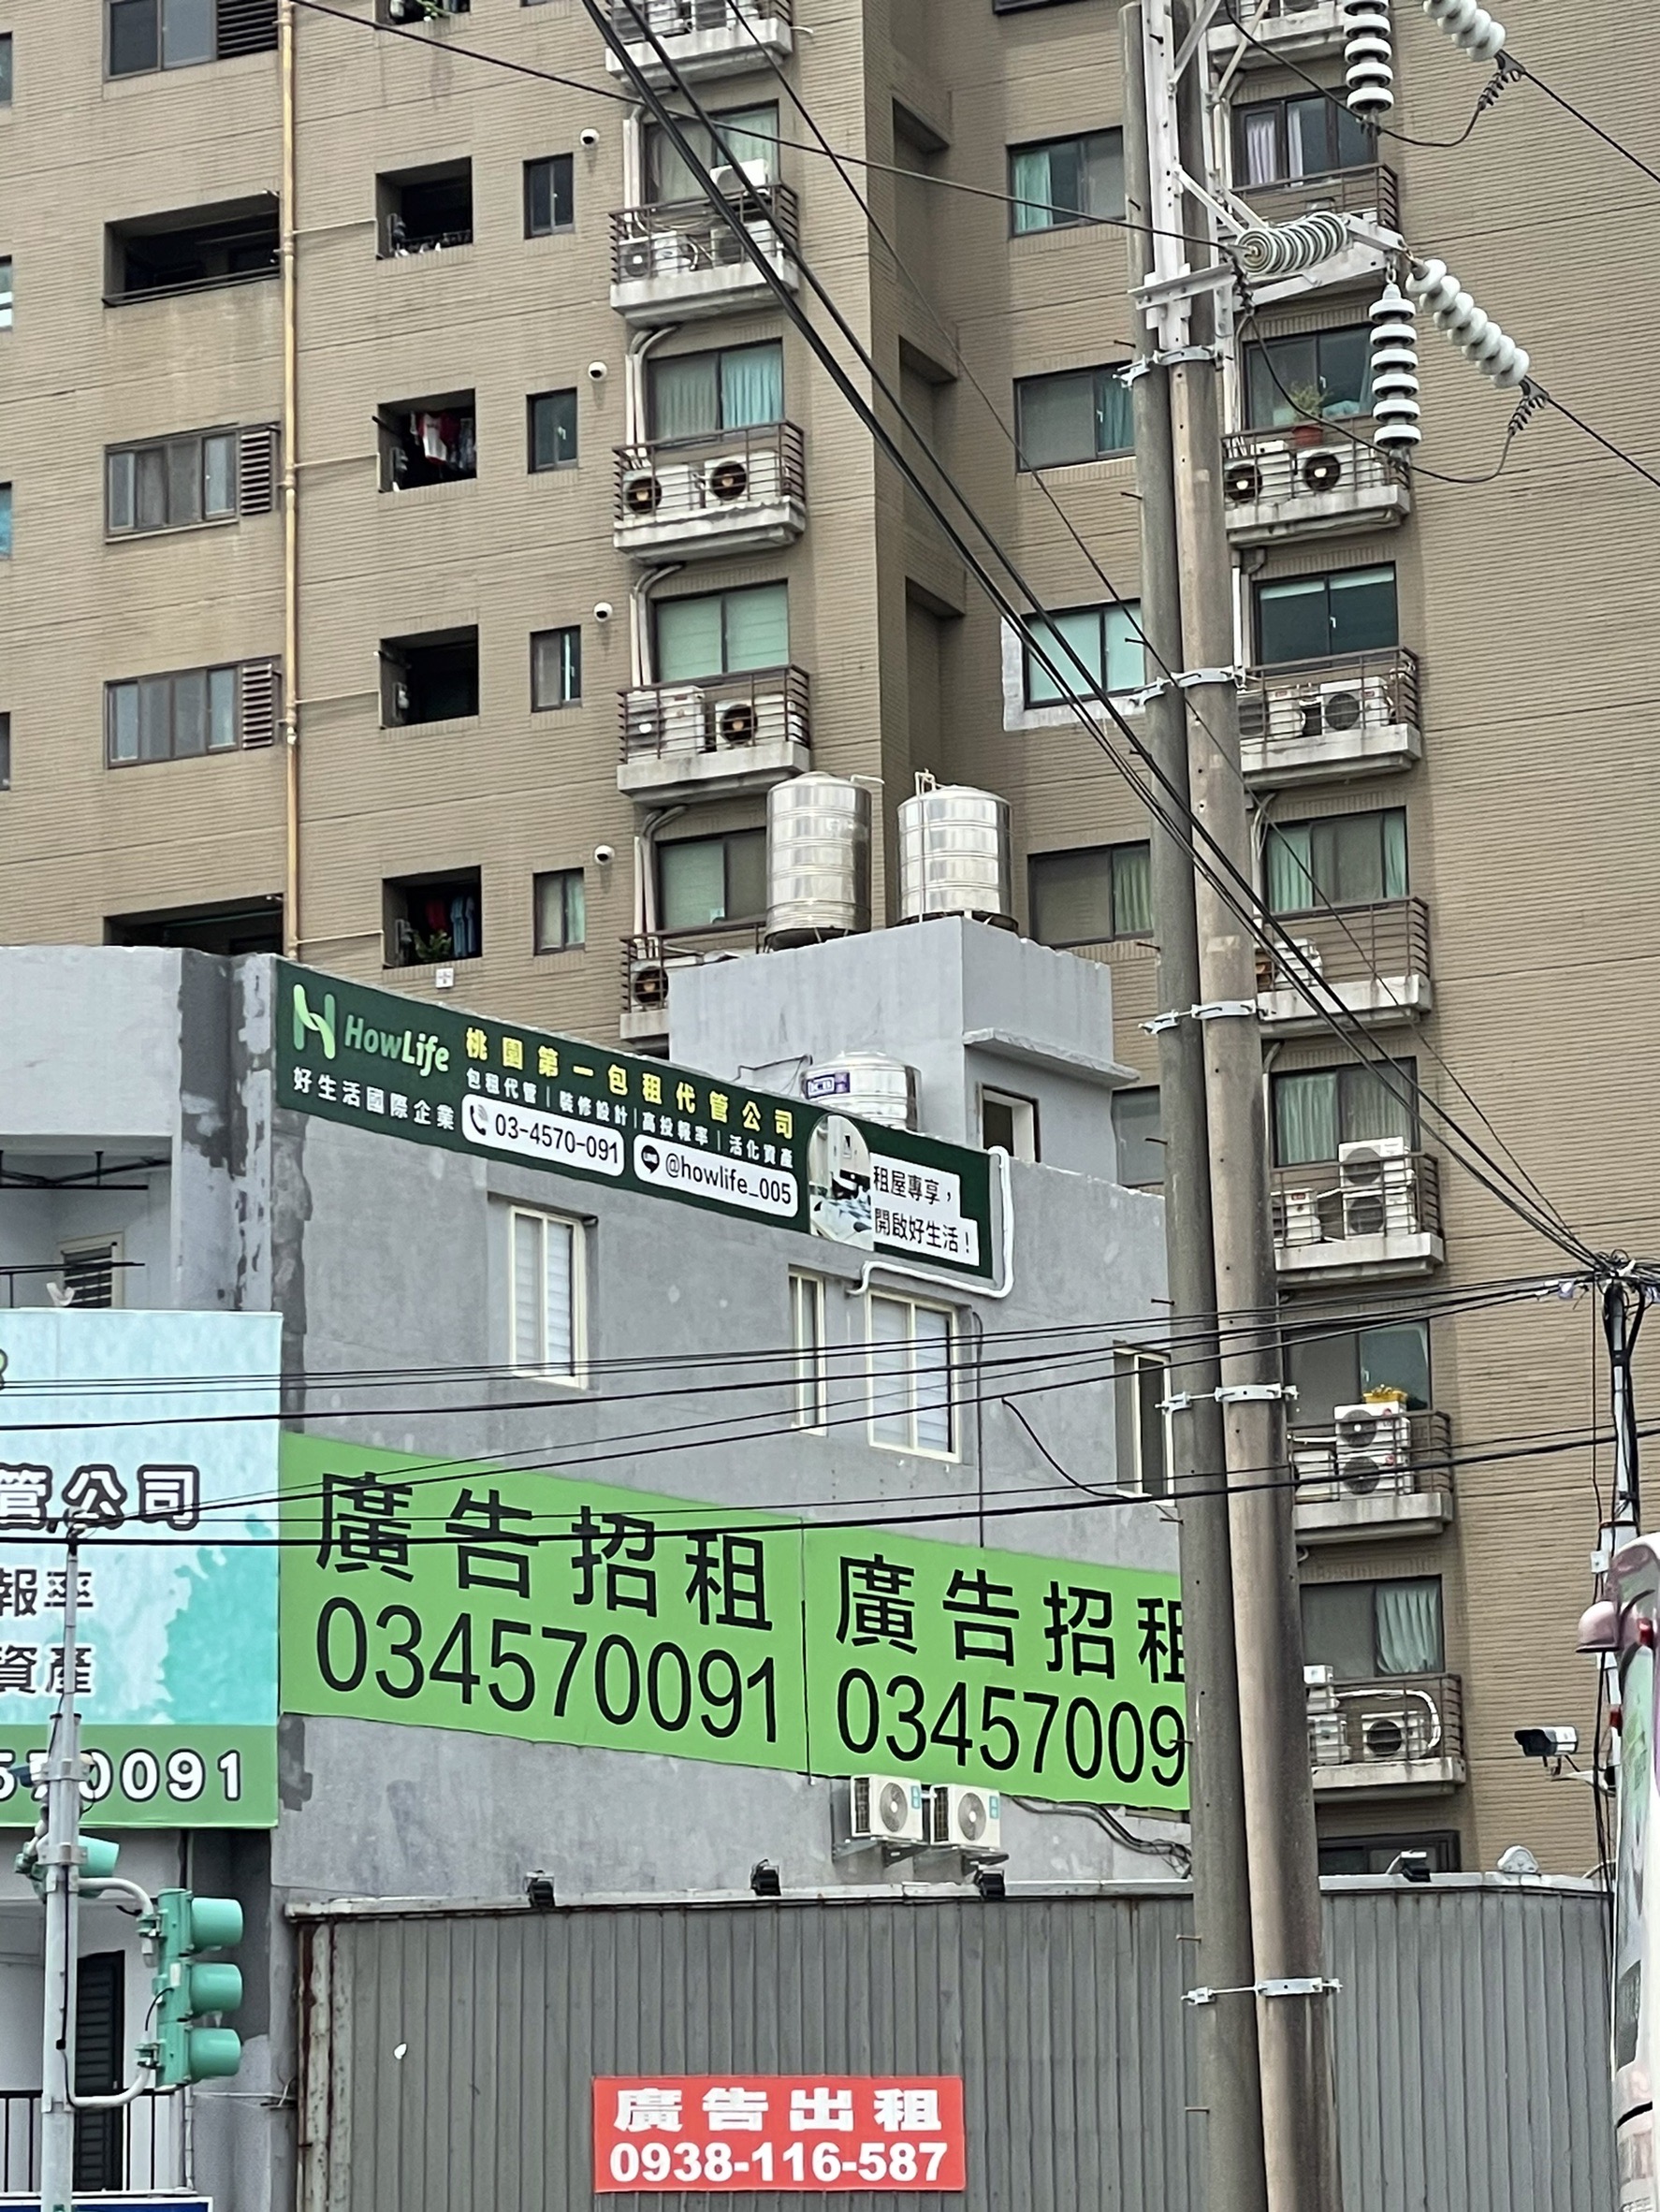 HowLife
桃園第一包租代管公司
好生活國際企業
包租代管｜裝修設計｜高投報率｜活化資產
03-4570-091
LINE
@howlife_005
租屋專享，
開啟好生活！
管公司
報率
資產
0091
廣告招租
034570091
廣告招租
03457009
廣告出租
0938-116-587